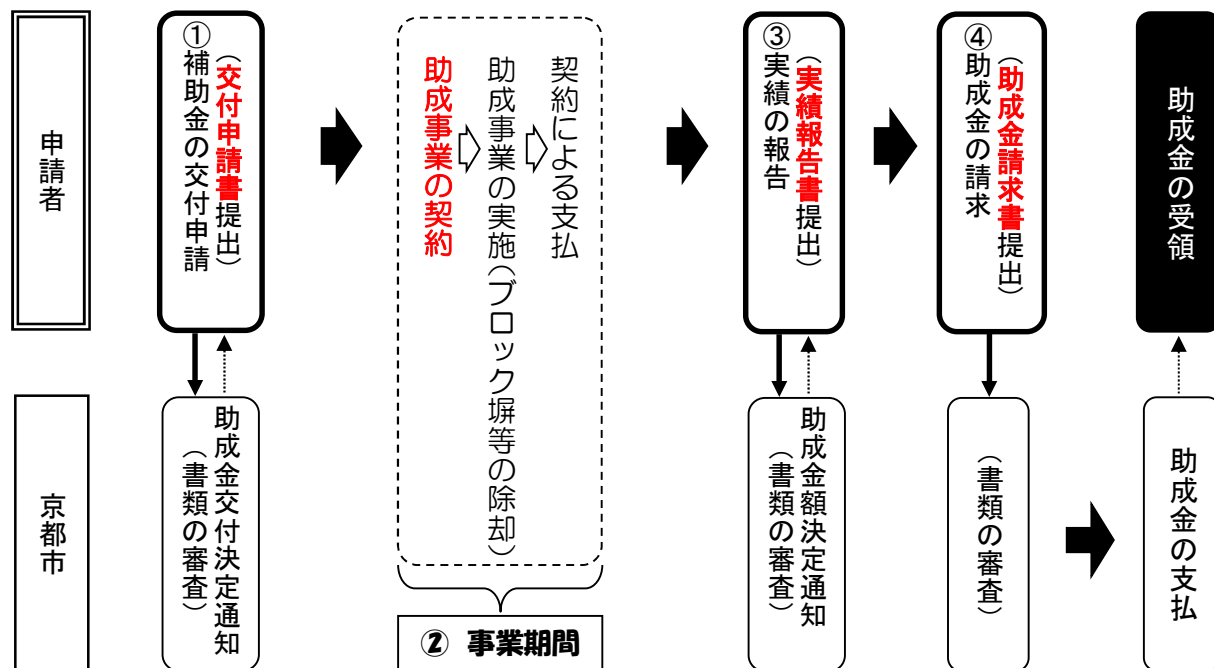 申請者
①補助金の交付申請
（交付申請書提出）
助成事業の契約
助成事業の実施（ブロック塀等の除却）
契約による支払
③実績の報告
（実績報告書提出）
④助成金の請求
（助成金請求書提出）
助成金の受領
京都市
助成金交付決定通知
（書類の審査）
② 事業期間
助成金額決定通知
（書類の審査）
（書類の審査）
助成金の支払